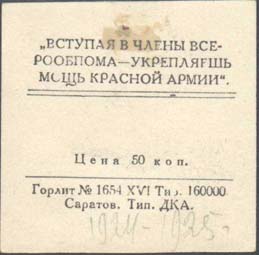 „ВСТУПАЯ В ЧЛЕНЫ ВСЕ-
РООБПОМА—УКРЕПЛЯЕШЬ
МОЩЬ КРАСНОЙ АРМИИ“.
Цена 50 коп.
Горлит № 1654 XVI Тир. 160000
Саратов. Тип. ДКА.
1924-1925.